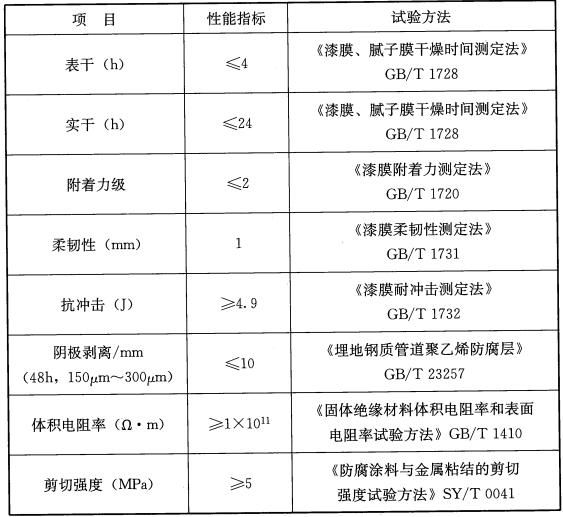 项 目 性能指标 试验方法
表干（h） ≤4 《漆膜、腻子膜干燥时间测定法》
GB/T 1728
实干（h） ≤24 《漆膜、腻子膜干燥时间测定法》
GB/T 1728
附着力级 ≤2 《漆膜附着力测定法》
GB/T 1720
柔韧性（mm） 1 《漆膜柔韧性测定法》
GB/T 1731
抗冲击（J） ≥4.9 《漆膜耐冲击测定法》
GB/T 1732
阴极剥离/mm
（48h，150μm～300μm） ≤10 《埋地钢质管道聚乙烯防腐层》
GB/T 23257
体积电阻率（Ω·m） ≥1×10¹¹ 《固体绝缘材料体积电阻率和表面
电阻率试验方法》GB/T 1410
剪切强度（MPa） ≥5 《防腐涂料与金属粘结的剪切
强度试验方法》SY/T 0041